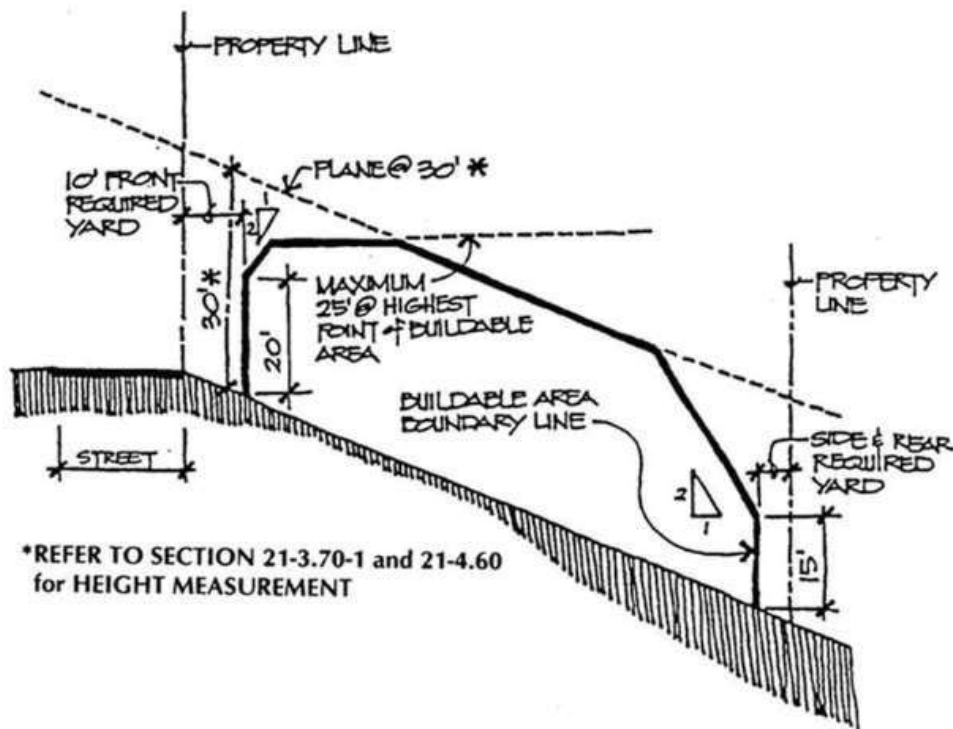 PROPERTY LINE
10' FRONT
REQUIRED
YARD
PLANE @ 30' *
1
2
30' *
20'
MAXIMUM
25' @ HIGHEST
POINT of BUILDABLE
AREA
PROPERTY
LINE
BUILDABLE AREA
BOUNDARY LINE
SIDE & REAR
REQUIRED
YARD
STREET
2
1
15'
*REFER TO SECTION 21-3.70-1 and 21-4.60
for HEIGHT MEASUREMENT